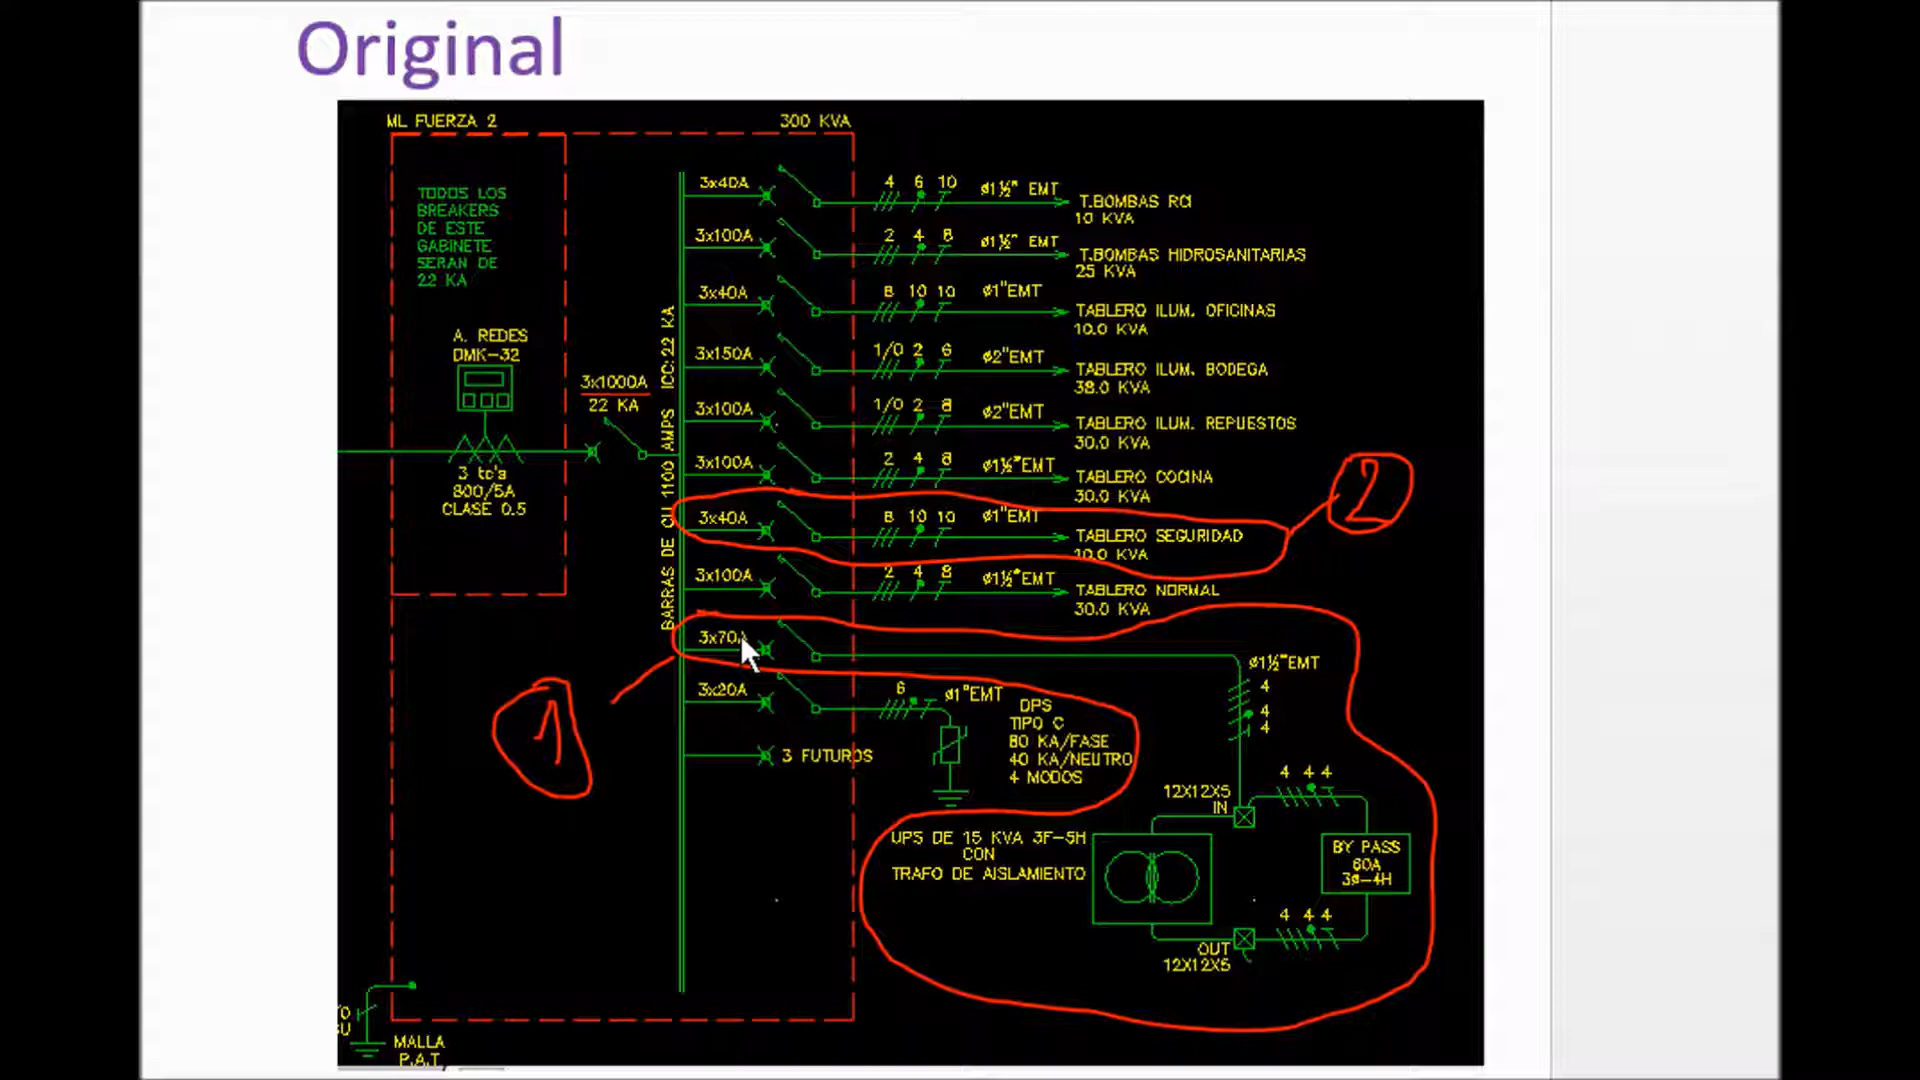 Original
ML FUERZA 2
300 KVA
TODOS LOS
BREAKERS
DE ESTE
GABINETE
SERAN DE
22 KA
A. REDES
DMK-32
3 tc's
800/5A
CLASE 0.5
3x1000A
22 KA
BARRAS DE CU 1100 AMPS ICC:22 KA
3x40A 4 6 10 ø1½" EMT T.BOMBAS RCI
10 KVA
3x100A 2 4 8 ø1½" EMT T.BOMBAS HIDROSANITARIAS
25 KVA
3x40A 8 10 10 ø1"EMT TABLERO ILUM. OFICINAS
10.0 KVA
3x150A 1/0 2 6 ø2"EMT TABLERO ILUM. BODEGA
38.0 KVA
3x100A 1/0 2 8 ø2"EMT TABLERO ILUM. REPUESTOS
30.0 KVA
3x100A 2 4 8 ø1½"EMT TABLERO COCINA
30.0 KVA
3x40A 8 10 10 ø1"EMT TABLERO SEGURIDAD
10.0 KVA
2
3x100A 2 4 8 ø1½"EMT TABLERO NORMAL
30.0 KVA
3x70A ø1½"EMT
4
4
4
1
3x20A 6 ø1"EMT
DPS
TIPO C
80 KA/FASE
40 KA/NEUTRO
4 MODOS
3 FUTUROS
12X12X5
IN
4 4 4
UPS DE 15 KVA 3F-5H
CON
TRAFO DE AISLAMIENTO
BY PASS
60A
3ø-4H
4 4 4
OUT
12X12X5
MALLA
P.A.T,